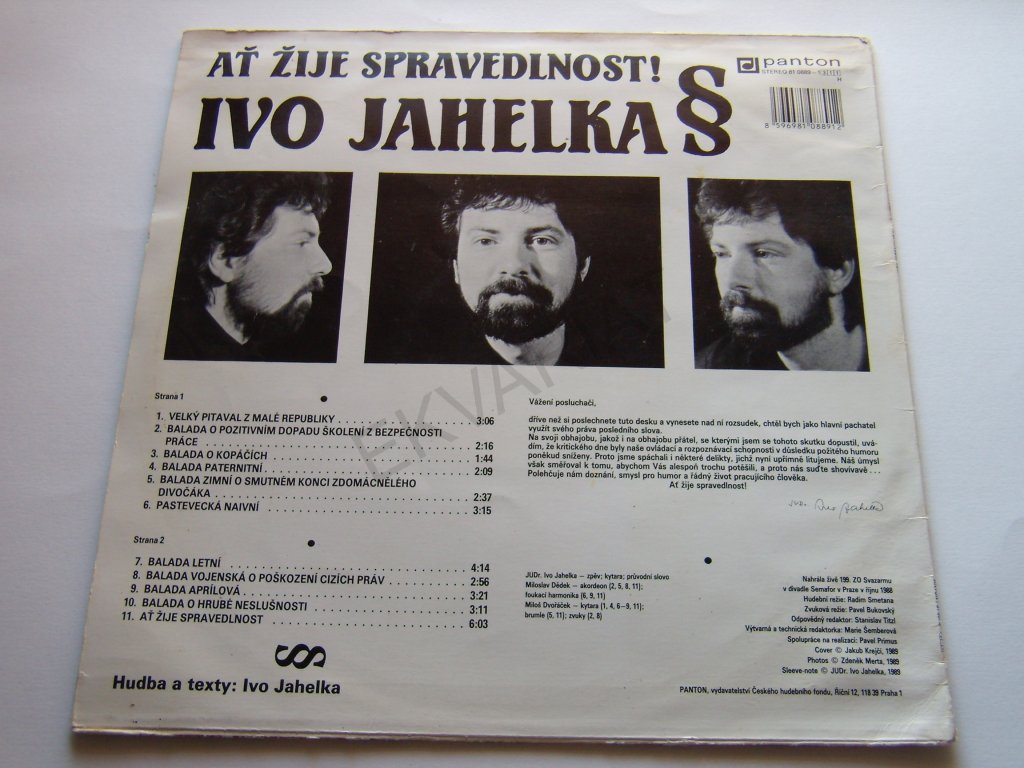 AŤ ŽIJE SPRAVEDLNOST!
IVO JAHELKA §
panton
STEREO 81 0889-
H
8 596981 088912
Strana 1
1. VELKÝ PITAVAL Z MALÉ REPUBLIKY 3:06
2. BALADA O POZITIVNÍM DOPADU ŠKOLENÍ Z BEZPEČNOSTI
PRÁCE 2:16
3. BALADA O KOPÁČÍCH 1:44
4. BALADA PATERNITNÍ 2:09
5. BALADA ZIMNÍ O SMUTNÉM KONCI ZDOMÁCNĚLÉHO
DIVOČÁKA 2:37
6. PASTEVECKÁ NAIVNÍ 3:15
Strana 2
7. BALADA LETNÍ 4:14
8. BALADA VOJENSKÁ O POŠKOZENÍ CIZÍCH PRÁV 2:56
9. BALADA APRÍLOVÁ 3:21
10. BALADA O HRUBÉ NESLUŠNOSTI 3:11
11. AŤ ŽIJE SPRAVEDLNOST 6:03
Hudba a texty: Ivo Jahelka
Vážení posluchači,
dříve než si poslechnete tuto desku a vynesete nad ní rozsudek, chtěl bych jako hlavní pachatel
využít svého práva posledního slova.
Na svoji obhajobu, jakož i na obhajobu přátel, se kterými jsem se tohoto skutku dopustil, uvá-
dím, že kritického dne byly naše ovládací a rozpoznávací schopnosti v důsledku požitého humoru
poněkud sníženy. Proto jsme spáchali i některé delikty, jichž nyní upřímně litujeme. Náš úmysl
však směřoval k tomu, abychom Vás alespoň trochu potěšili, a proto nás suďte shovívavě...
Polehčuje nám doznání, smysl pro humor a řádný život pracujícího člověka.
Ať žije spravedlnost!
JUDr. Ivo Jahelka
JUDr. Ivo Jahelka – zpěv; kytara; průvodní slovo
Miloslav Dědek – akordeon (2, 5, 8, 11);
foukací harmonika (6, 9, 11)
Miloš Dvořáček – kytara (1, 4, 6–9, 11);
brumle (5, 11); zvuky (2, 8)
Nahrála živě 199. ZO Svazarmu
v divadle Semafor v Praze v říjnu 1988
Hudební režie: Radim Smetana
Zvuková režie: Pavel Bukovský
Odpovědný redaktor: Stanislav Titzl
Výtvarná a technická redaktorka: Marie Šemberová
Spolupráce na realizaci: Pavel Primus
Cover © Jakub Krejčí, 1989
Photos © Zdeněk Merta, 1989
Sleeve-note © JUDr. Ivo Jahelka, 1989
PANTON, vydavatelství Českého hudebního fondu, Říční 12, 118 39 Praha 1